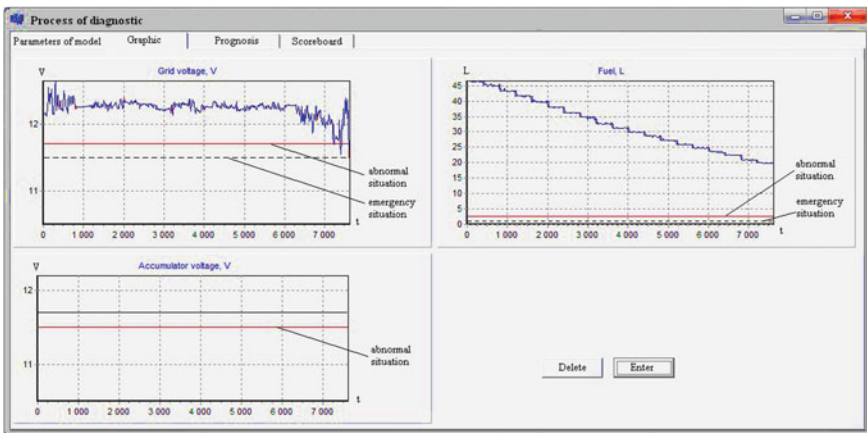 Process of diagnostic
Parameters of model Graphic Prognosis Scoreboard
Grid voltage, V
V
12
11
0 1 000 2 000 3 000 4 000 5 000 6 000 7 000 t
abnormal
situation
emergency
situation
Fuel, L
L
45
40
35
30
25
20
15
10
5
0
0 1 000 2 000 3 000 4 000 5 000 6 000 7 000 t
abnormal
situation
emergency
situation
Accumulator voltage, V
V
12
11
0 1 000 2 000 3 000 4 000 5 000 6 000 7 000 t
abnormal
situation
Delete Enter